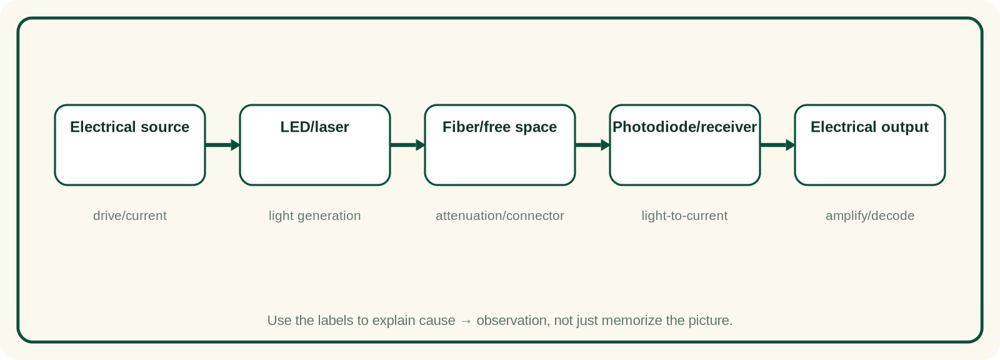 Electrical source
LED/laser
Fiber/free space
Photodiode/receiver
Electrical output
drive/current
light generation
attenuation/connector
light-to-current
amplify/decode
Use the labels to explain cause → observation, not just memorize the picture.